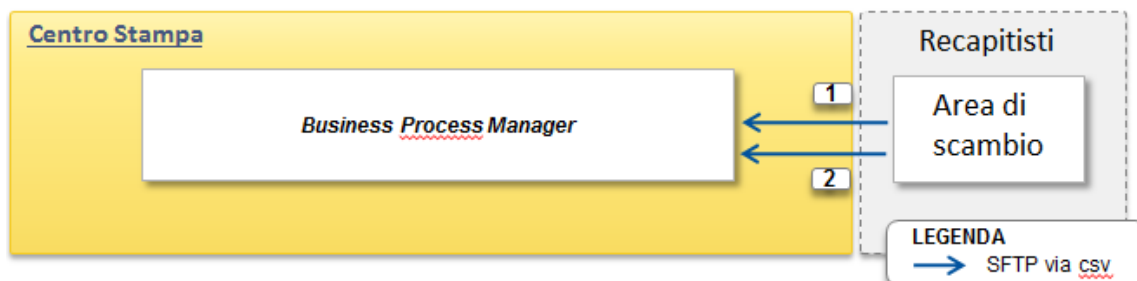 Centro Stampa
Business Process Manager
1
2
Recapitisti
Area di
scambio
LEGENDA
SFTP via csv